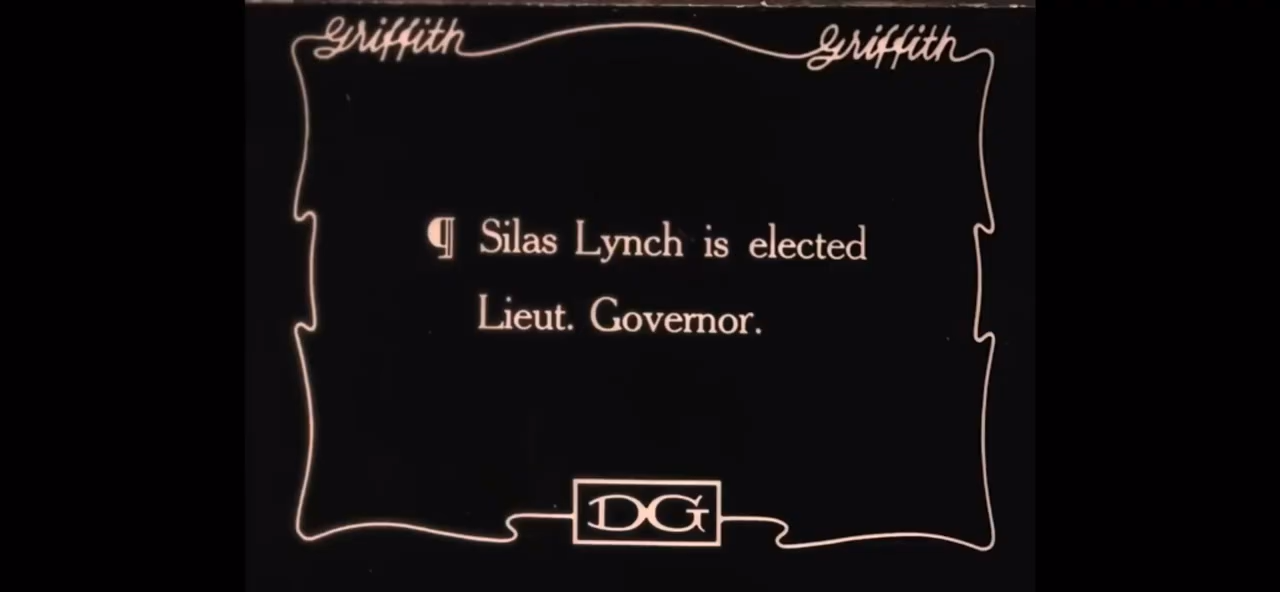 Griffith Griffith
¶ Silas Lynch is elected
Lieut. Governor.
DG